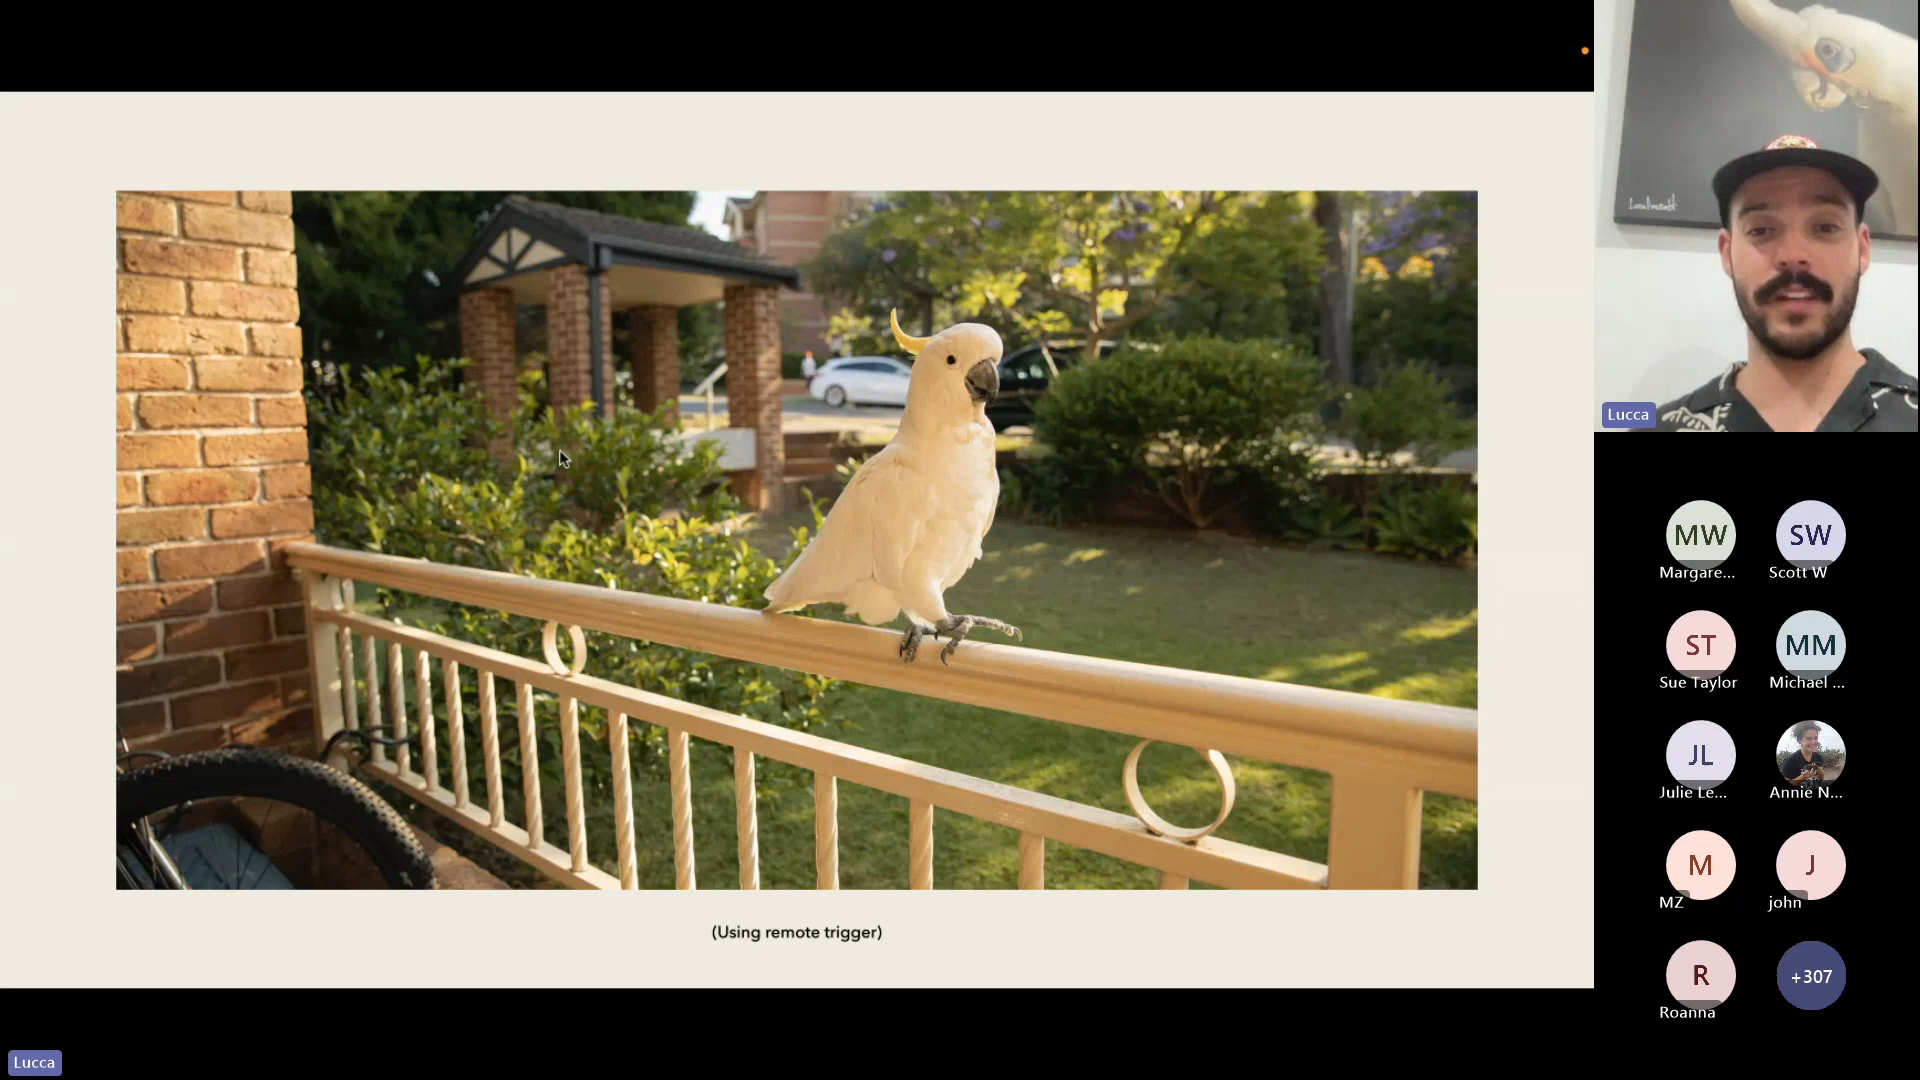 (Using remote trigger)
Lucca
MW
Margare...
SW
Scott W
ST
Sue Taylor
MM
Michael ...
JL
Julie Le...
Annie N...
M
MZ
J
john
R
Roanna
+307
Lucca